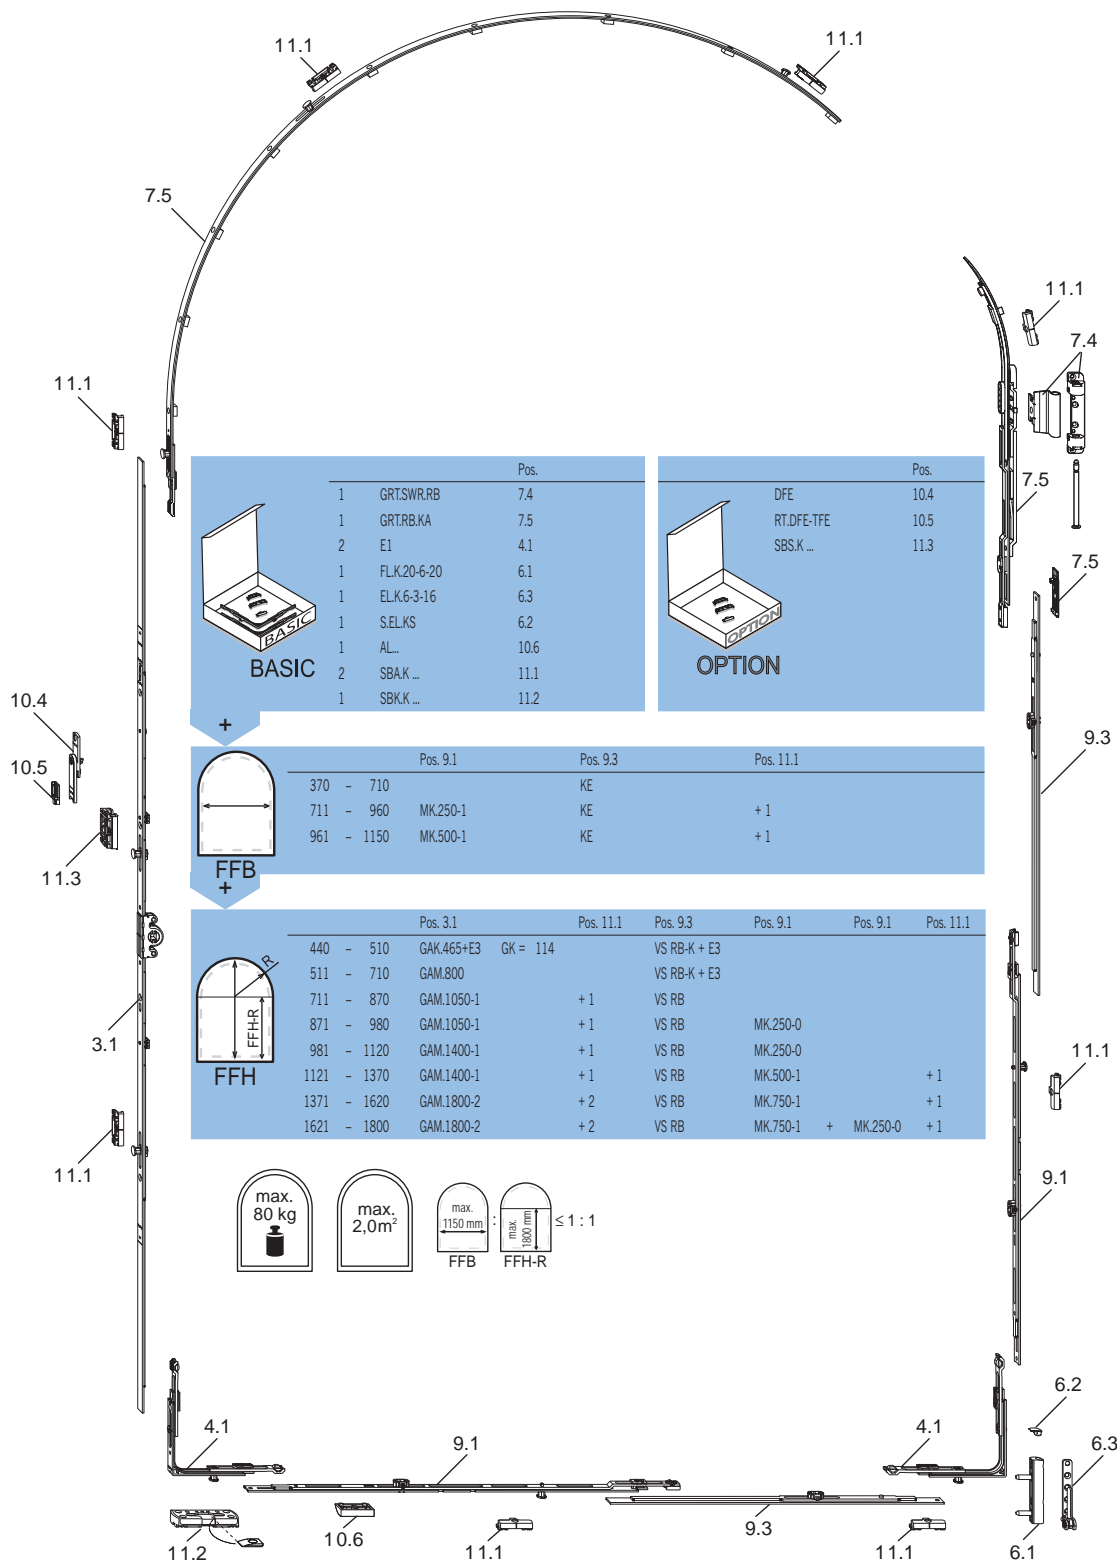 11.1
11.1
7.5
11.1
7.4
11.1
7.5
7.5
Pos.
1 GRT.SWR.RB 7.4
1 GRT.RB.KA 7.5
2 E1 4.1
1 FL.K.20-6-20 6.1
1 EL.K.6-3-16 6.3
1 S.EL.KS 6.2
1 AL... 10.6
2 SBA.K ... 11.1
1 SBK.K ... 11.2
BASIC
BASIC
Pos.
DFE 10.4
RT.DFE-TFE 10.5
SBS.K ... 11.3
OPTION
OPTION
+
10.4
10.5
11.3
9.3
Pos. 9.1 Pos. 9.3 Pos. 11.1
370 – 710 KE
711 – 960 MK.250-1 KE + 1
961 – 1150 MK.500-1 KE + 1
FFB
+
Pos. 3.1 Pos. 11.1 Pos. 9.3 Pos. 9.1 Pos. 9.1 Pos. 11.1
440 – 510 GAK.465+E3 GK = 114 VS RB-K + E3
511 – 710 GAM.800 VS RB-K + E3
711 – 870 GAM.1050-1 + 1 VS RB
871 – 980 GAM.1050-1 + 1 VS RB MK.250-0
981 – 1120 GAM.1400-1 + 1 VS RB MK.250-0
1121 – 1370 GAM.1400-1 + 1 VS RB MK.500-1 + 1
1371 – 1620 GAM.1800-2 + 2 VS RB MK.750-1 + 1
1621 – 1800 GAM.1800-2 + 2 VS RB MK.750-1 + MK.250-0 + 1
R
FFH-R
FFH
3.1
11.1
11.1
9.1
max.
80 kg
max.
2,0m²
max.
1150 mm
FFB
:
max.
1800 mm
FFH-R
≤ 1 : 1
4.1
9.1
4.1
6.2
6.3
11.2
10.6
11.1
9.3
11.1
6.1